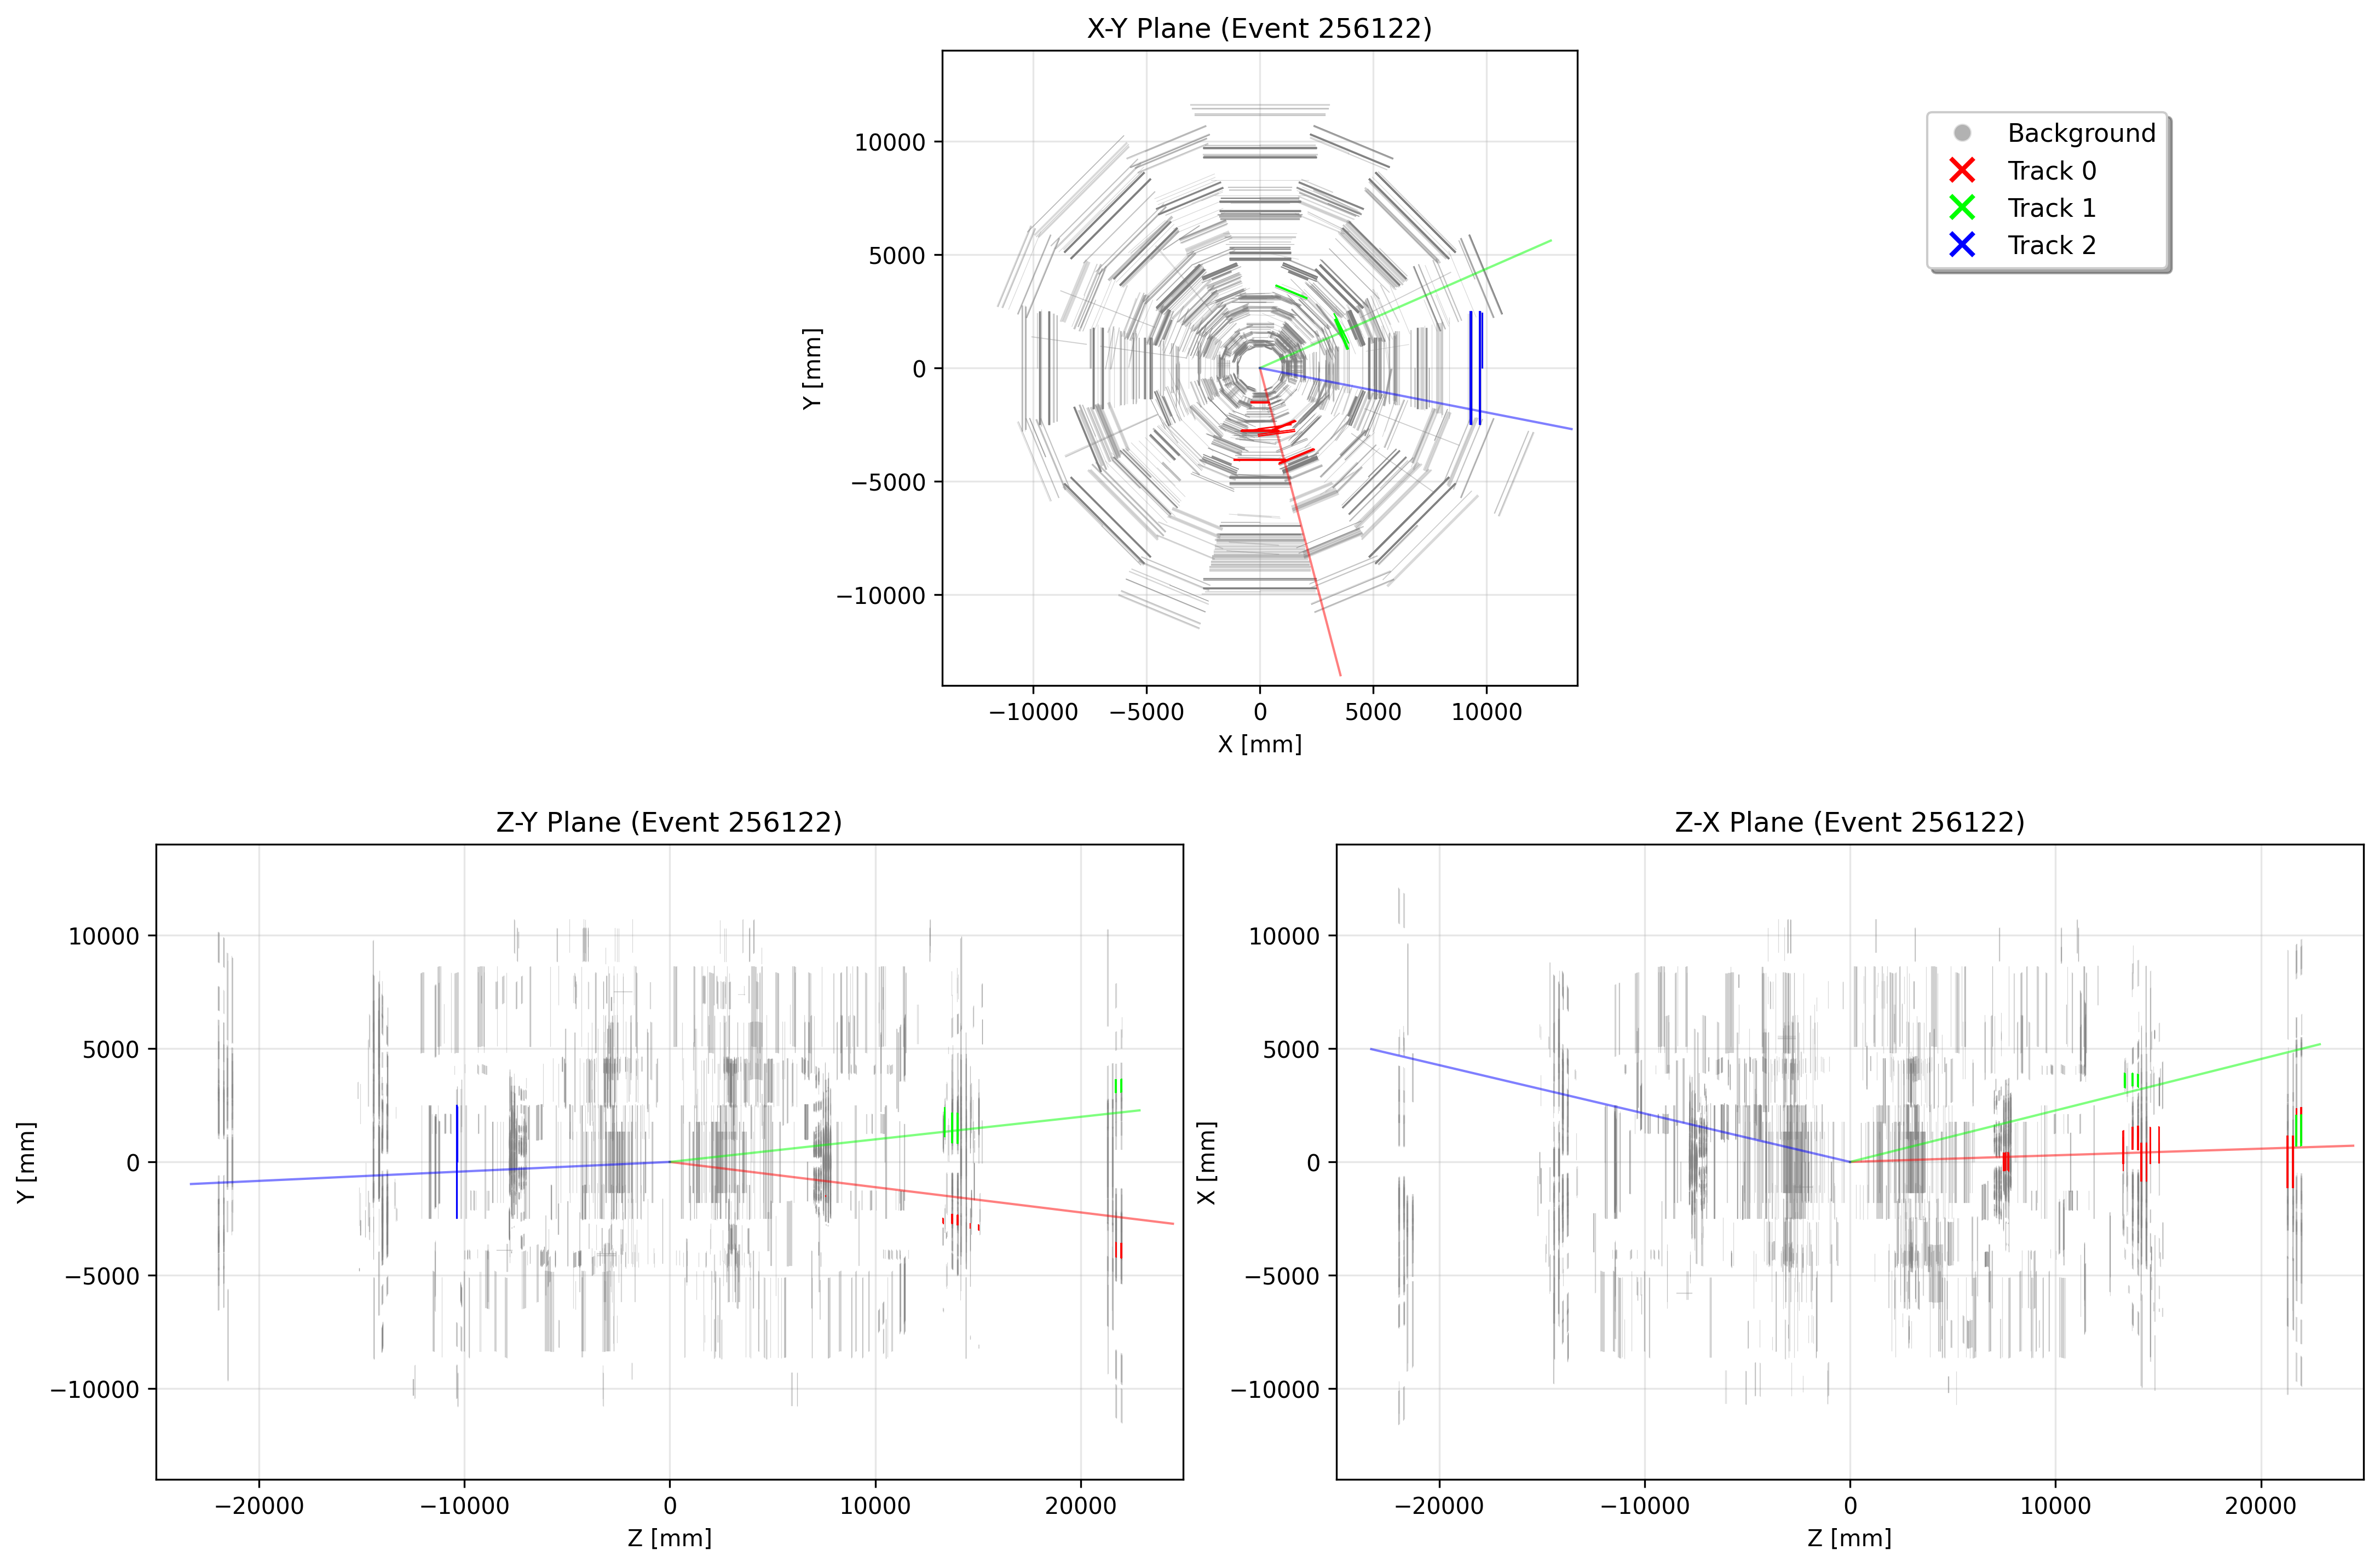 X-Y Plane (Event 256122)
Y [mm]
10000
5000
0
−5000
−10000
−10000 −5000 0 5000 10000
X [mm]
Background
Track 0
Track 1
Track 2
Z-Y Plane (Event 256122)
Y [mm]
10000
5000
0
−5000
−10000
−20000 −10000 0 10000 20000
Z [mm]
Z-X Plane (Event 256122)
X [mm]
10000
5000
0
−5000
−10000
−20000 −10000 0 10000 20000
Z [mm]